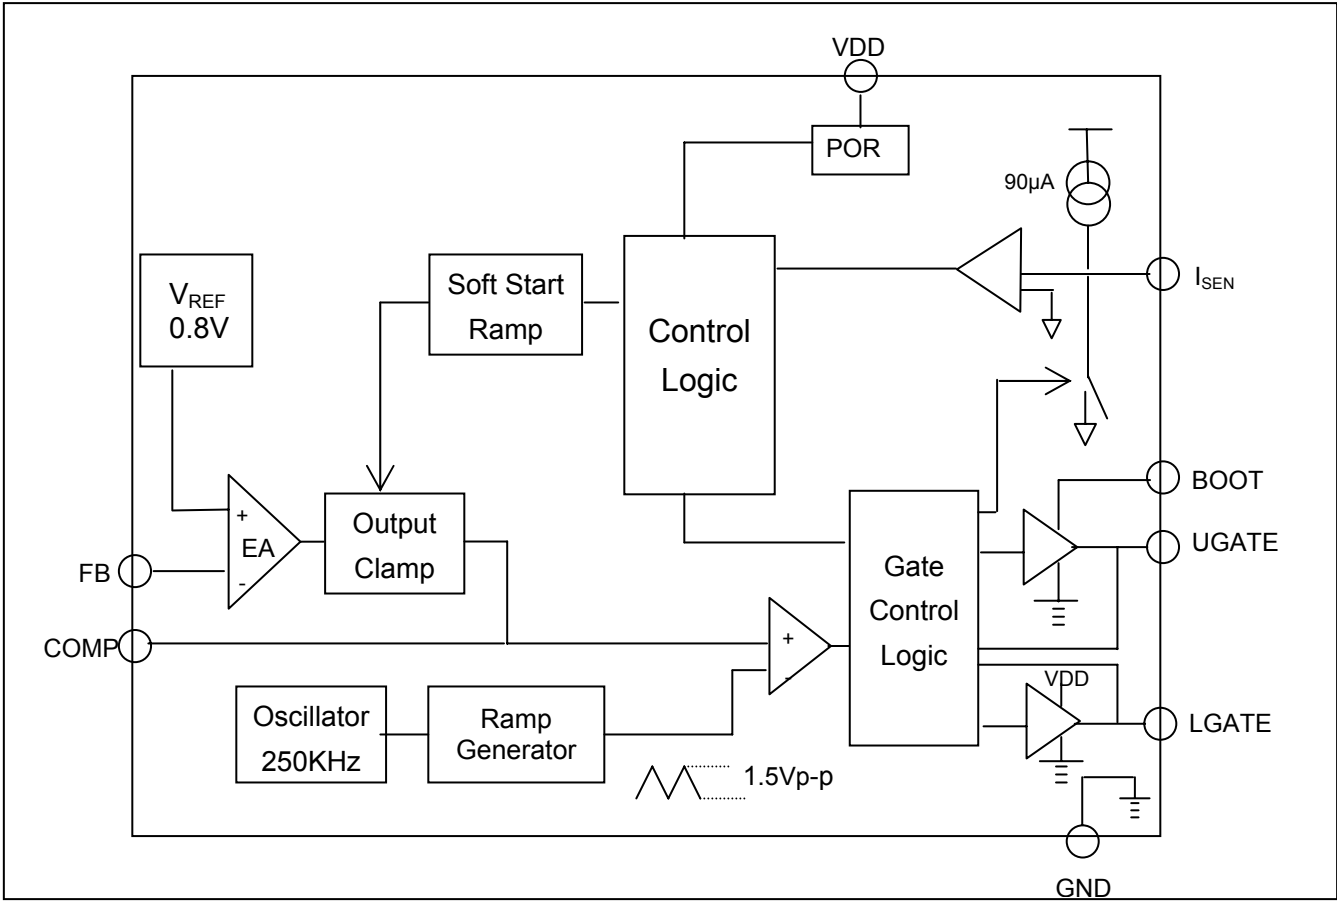 VDD
POR
90µA
Soft Start
Ramp
Control
Logic
ISEN
VREF
0.8V
BOOT
+
EA
-
Output
Clamp
UGATE
FB
Gate
Control
Logic
COMP
+
-
VDD
Oscillator
250KHz
Ramp
Generator
LGATE
1.5Vp-p
GND